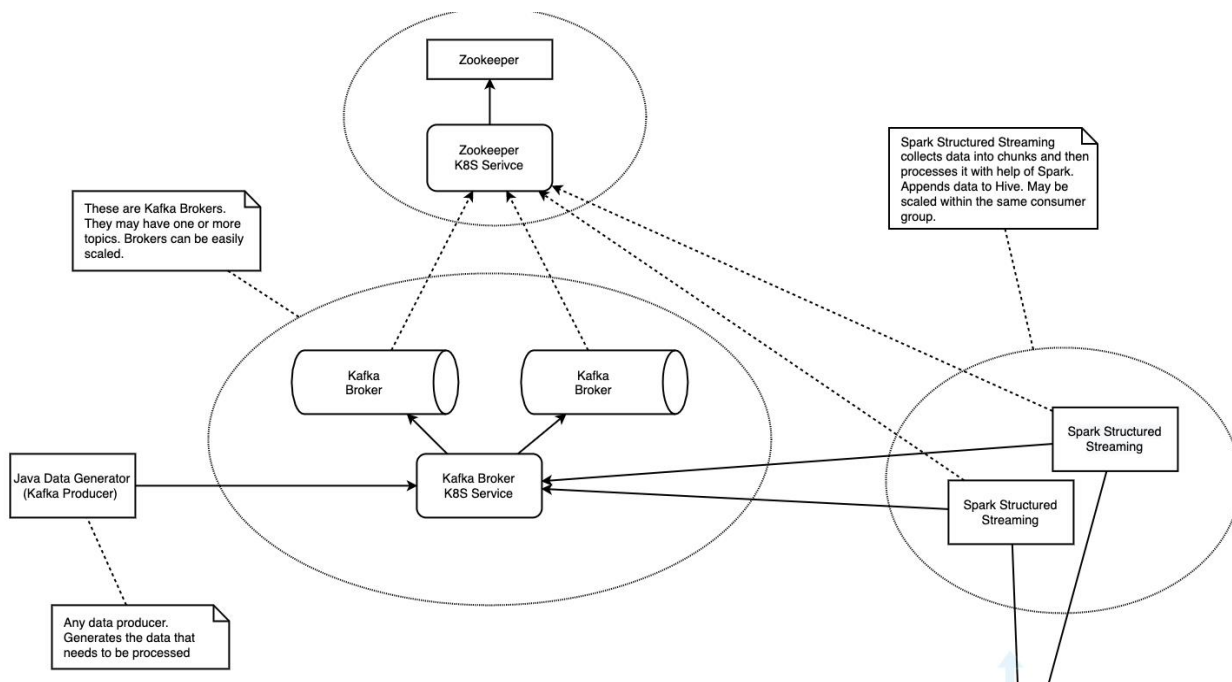 Zookeeper
Zookeeper
K8S Serivce
Spark Structured Streaming
collects data into chunks and then
processes it with help of Spark.
Appends data to Hive. May be
scaled within the same consumer
group.
These are Kafka Brokers.
They may have one or more
topics. Brokers can be easily
scaled.
Kafka
Broker
Kafka
Broker
Spark Structured
Streaming
Java Data Generator
(Kafka Producer)
Kafka Broker
K8S Service
Spark Structured
Streaming
Any data producer.
Generates the data that
needs to be processed